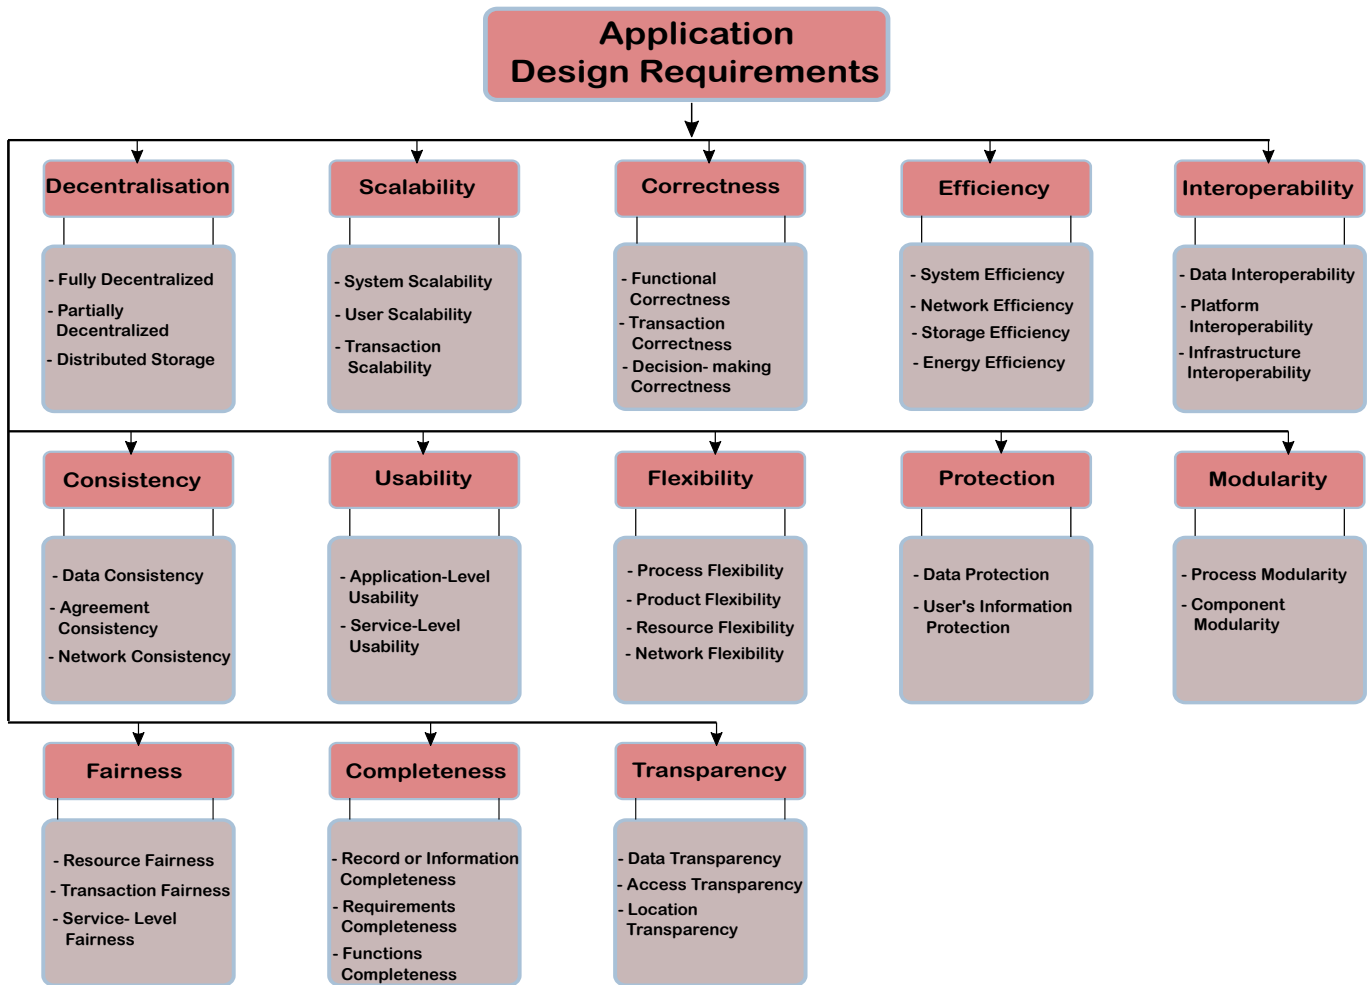 Application
Design Requirements
Decentralisation
Scalability
Correctness
Efficiency
Interoperability
- Fully Decentralized
- Partially
Decentralized
- Distributed Storage
- System Scalability
- User Scalability
- Transaction
Scalability
- Functional
Correctness
- Transaction
Correctness
- Decision- making
Correctness
- System Efficiency
- Network Efficiency
- Storage Efficiency
- Energy Efficiency
- Data Interoperability
- Platform
Interoperability
- Infrastructure
Interoperability
Consistency
Usability
Flexibility
Protection
Modularity
- Data Consistency
- Agreement
Consistency
- Network Consistency
- Application-Level
Usability
- Service-Level
Usability
- Process Flexibility
- Product Flexibility
- Resource Flexibility
- Network Flexibility
- Data Protection
- User's Information
Protection
- Process Modularity
- Component
Modularity
Fairness
Completeness
Transparency
- Resource Fairness
- Transaction Fairness
- Service- Level
Fairness
- Record or Information
Completeness
- Requirements
Completeness
- Functions
Completeness
- Data Transparency
- Access Transparency
- Location
Transparency